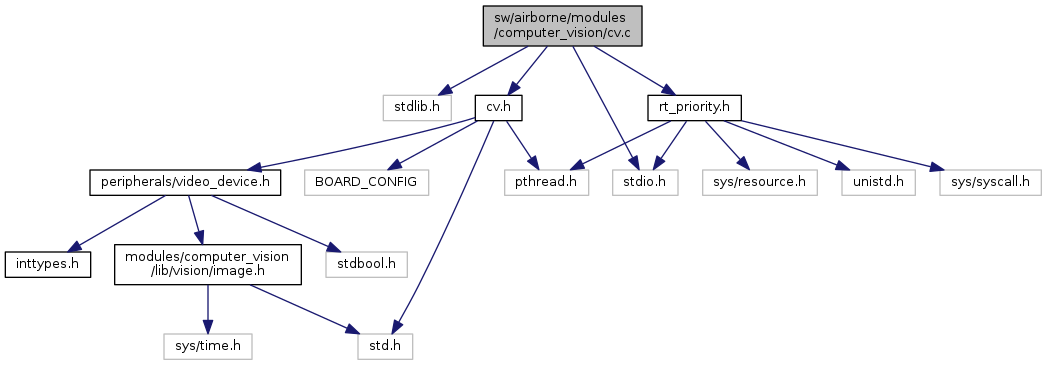 sw/airborne/modules
/computer_vision/cv.c
stdlib.h
cv.h
rt_priority.h
peripherals/video_device.h
BOARD_CONFIG
pthread.h
stdio.h
sys/resource.h
unistd.h
sys/syscall.h
inttypes.h
modules/computer_vision
/lib/vision/image.h
stdbool.h
sys/time.h
std.h